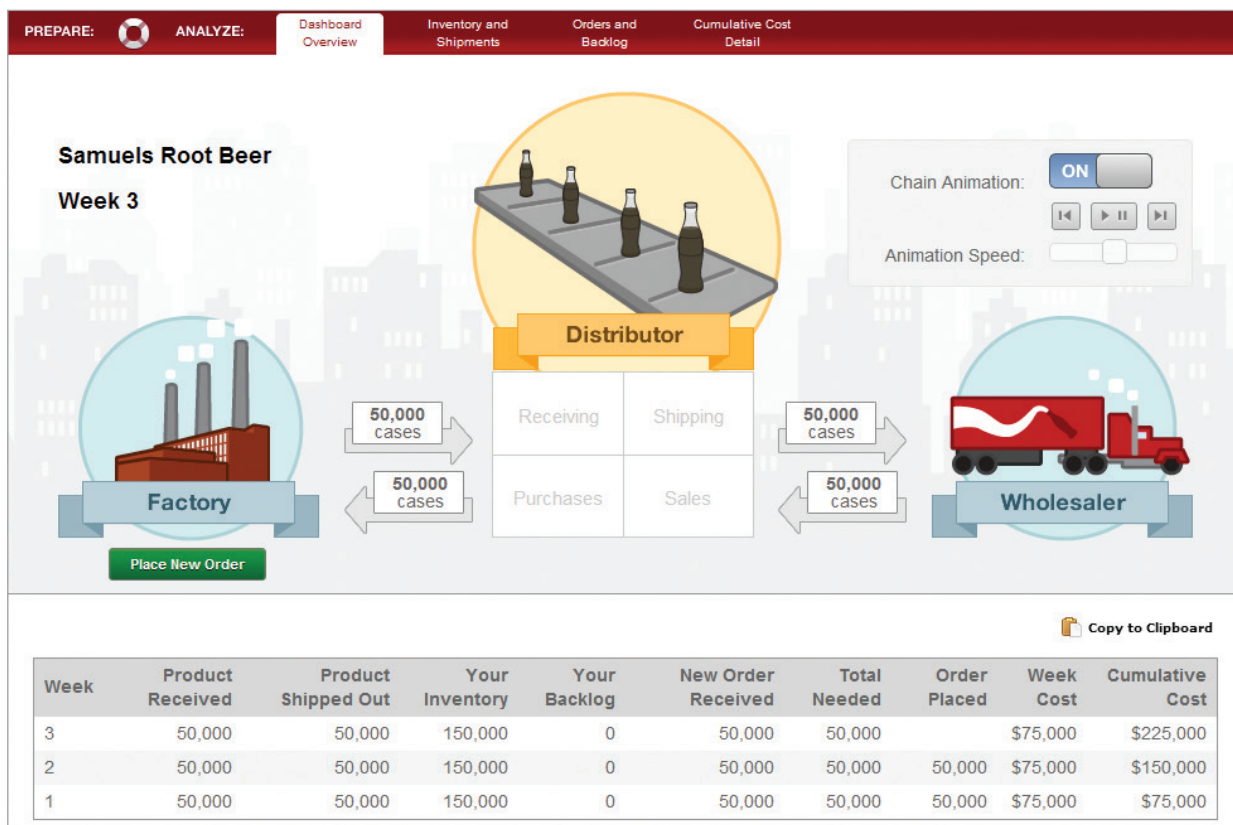 PREPARE: ANALYZE: Dashboard Overview Inventory and Shipments Orders and Backlog Cumulative Cost Detail
Samuels Root Beer
Week 3
Chain Animation: ON
Animation Speed:
Distributor
50,000 cases Receiving Shipping 50,000 cases
50,000 cases Purchases Sales 50,000 cases
Factory Wholesaler
Place New Order
Copy to Clipboard
Week Product Received Product Shipped Out Your Inventory Your Backlog New Order Received Total Needed Order Placed Week Cost Cumulative Cost
3 50,000 50,000 150,000 0 50,000 50,000 $75,000 $225,000
2 50,000 50,000 150,000 0 50,000 50,000 50,000 $75,000 $150,000
1 50,000 50,000 150,000 0 50,000 50,000 50,000 $75,000 $75,000